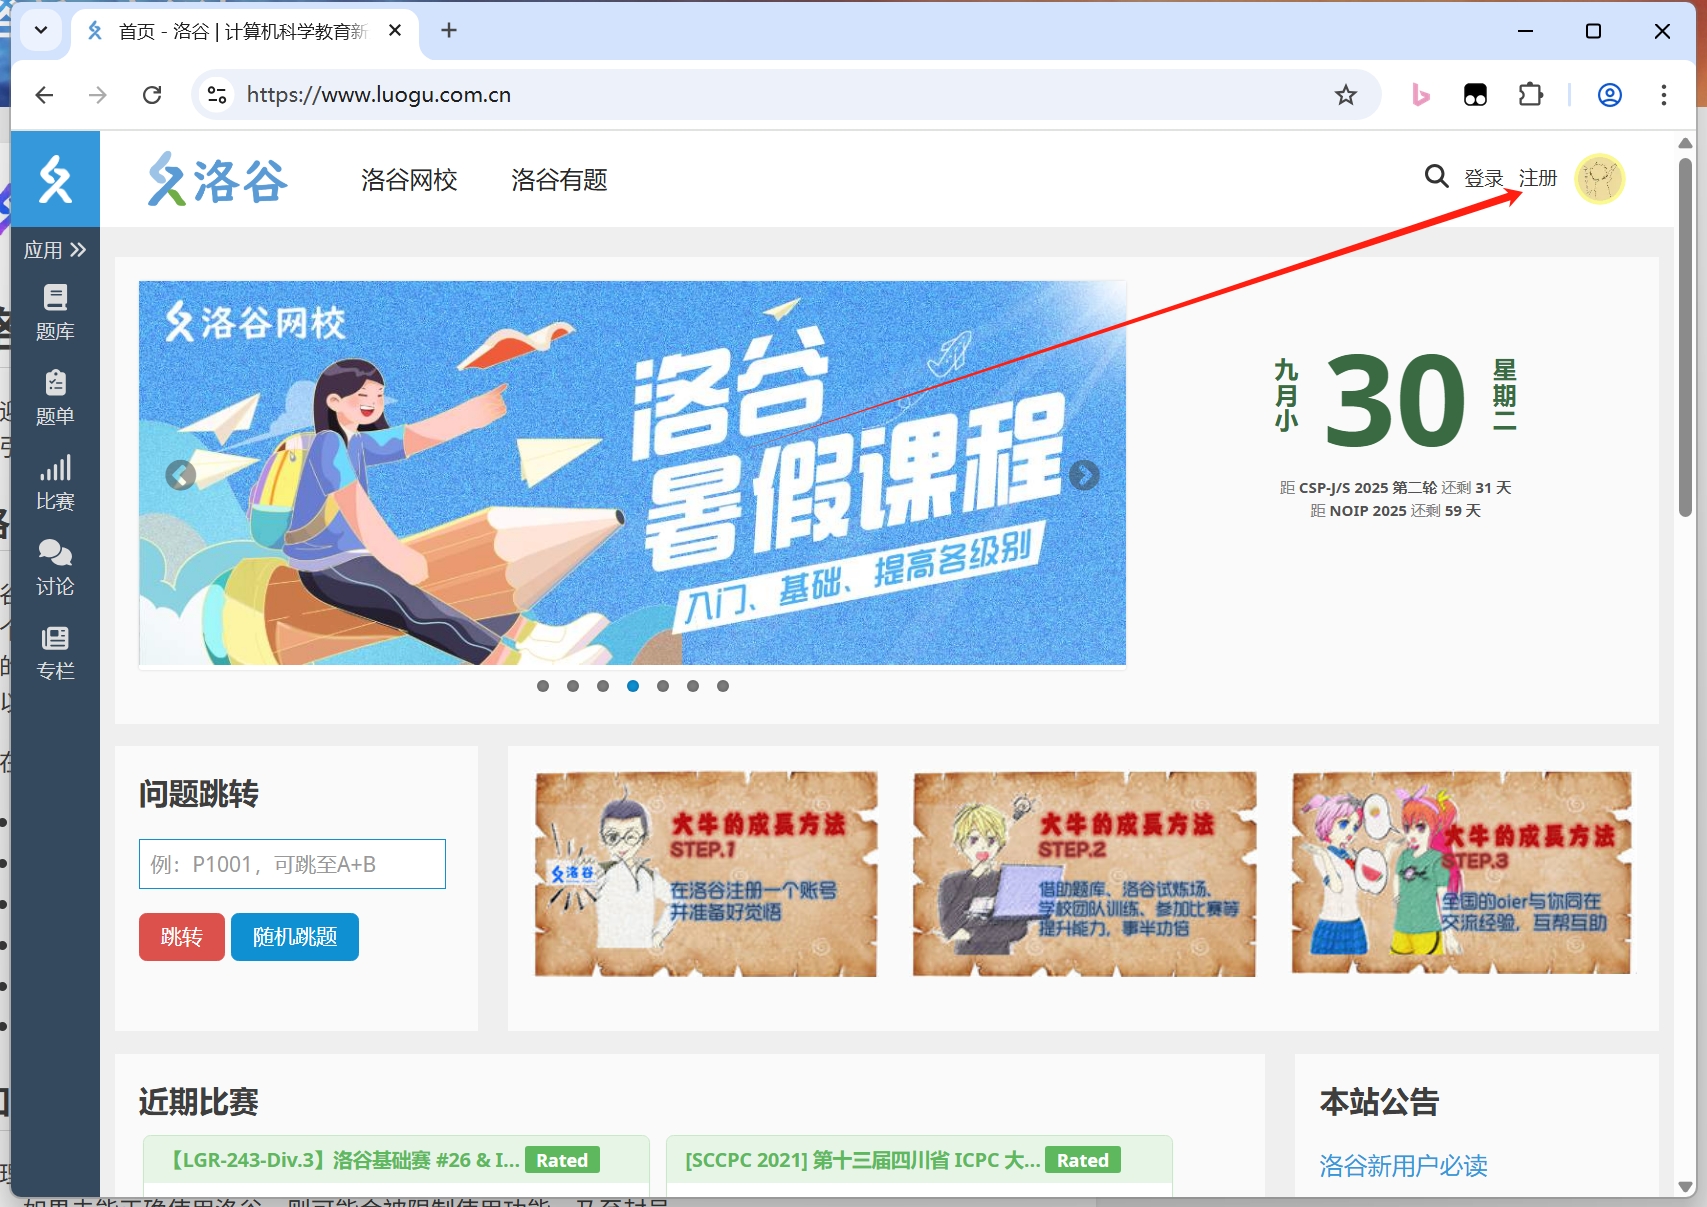 首页 - 洛谷 | 计算机科学教育新
https://www.luogu.com.cn
洛谷
洛谷网校
洛谷有题
登录
注册
应用
题库
题单
比赛
讨论
专栏
洛谷网校
洛谷
暑假课程
入门、基础、提高各级别
九月小
30
星期二
距 CSP-J/S 2025 第二轮 还剩 31 天
距 NOIP 2025 还剩 59 天
问题跳转
例：P1001，可跳至A+B
跳转
随机跳题
大牛的成長方法
STEP.1
洛谷
在洛谷注册一个账号
并准备好觉悟
大牛的成長方法
STEP.2
借助题库、洛谷试炼场、
学校团队训练、参加比赛等
提升能力，事半功倍
大牛的成長方法
STEP.3
全国的oier与你同在
交流经验，互帮互助
近期比赛
【LGR-243-Div.3】洛谷基础赛 #26 & I...
Rated
[SCCPC 2021] 第十三届四川省 ICPC 大...
Rated
本站公告
洛谷新用户必读